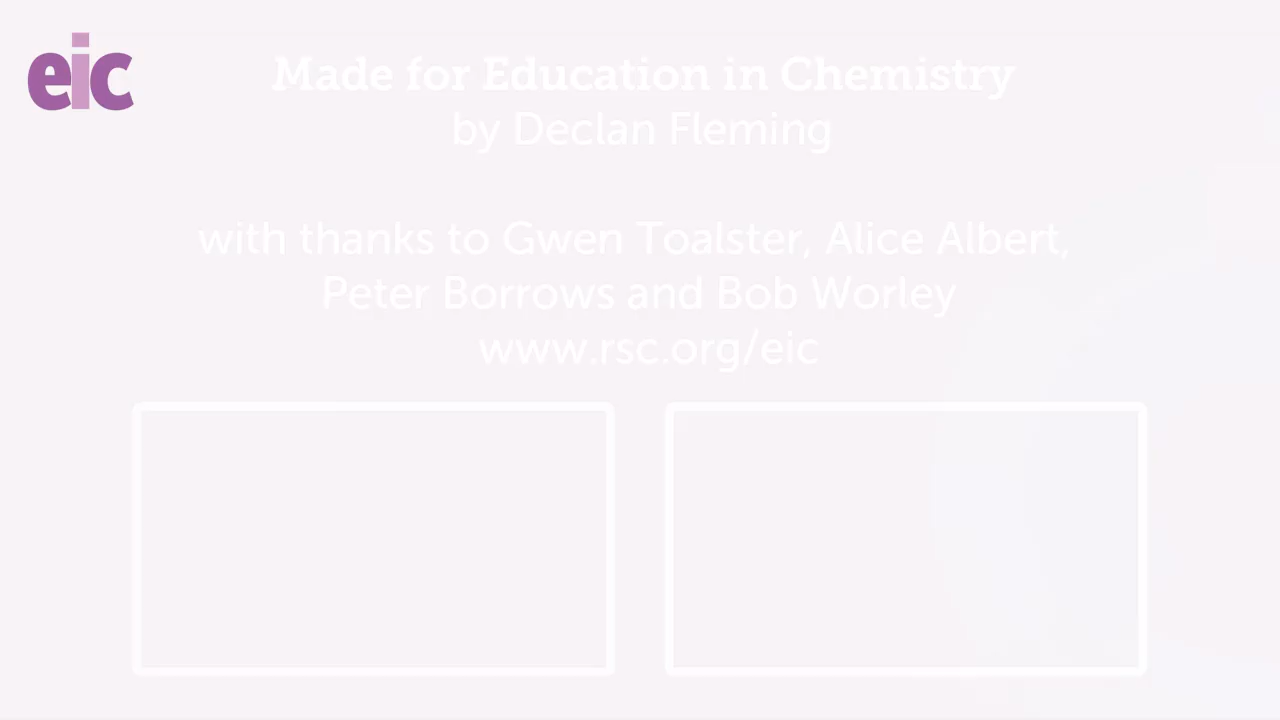 eic
Made for Education in Chemistry
by Declan Fleming
with thanks to Gwen Toalster, Alice Albert,
Peter Borrows and Bob Worley
www.rsc.org/eic